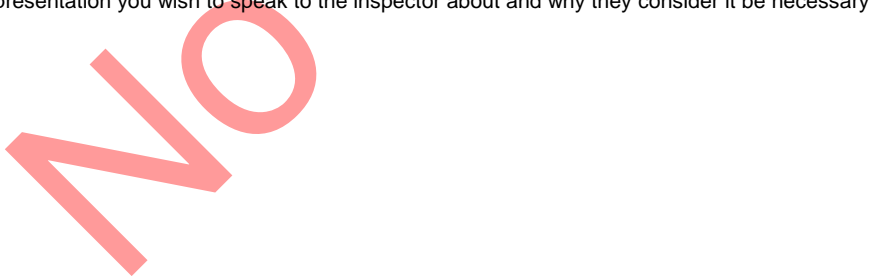 presentation you wish to speak to the inspector about and why they consider it be necessary
No